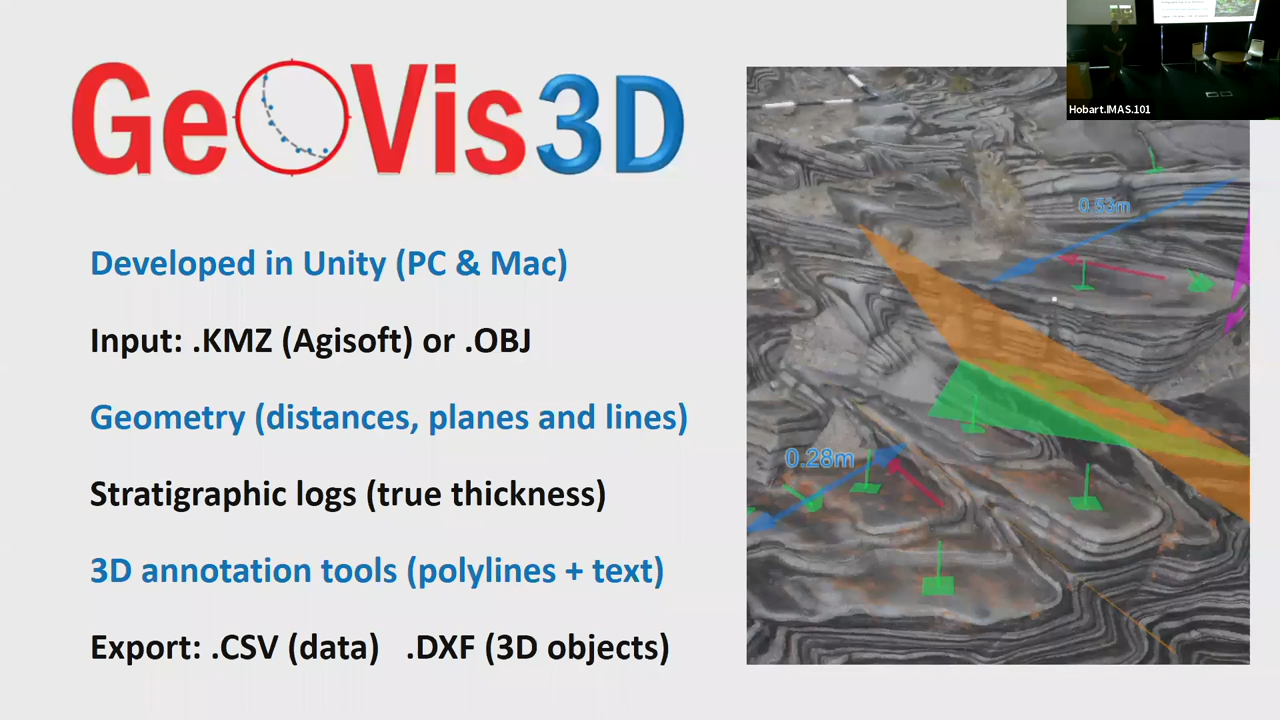 GeOVis3D
Hobart.IMAS.101
Developed in Unity (PC & Mac)
Input: .KMZ (Agisoft) or .OBJ
Geometry (distances, planes and lines)
Stratigraphic logs (true thickness)
3D annotation tools (polylines + text)
Export: .CSV (data) .DXF (3D objects)
0.53m
0.28m